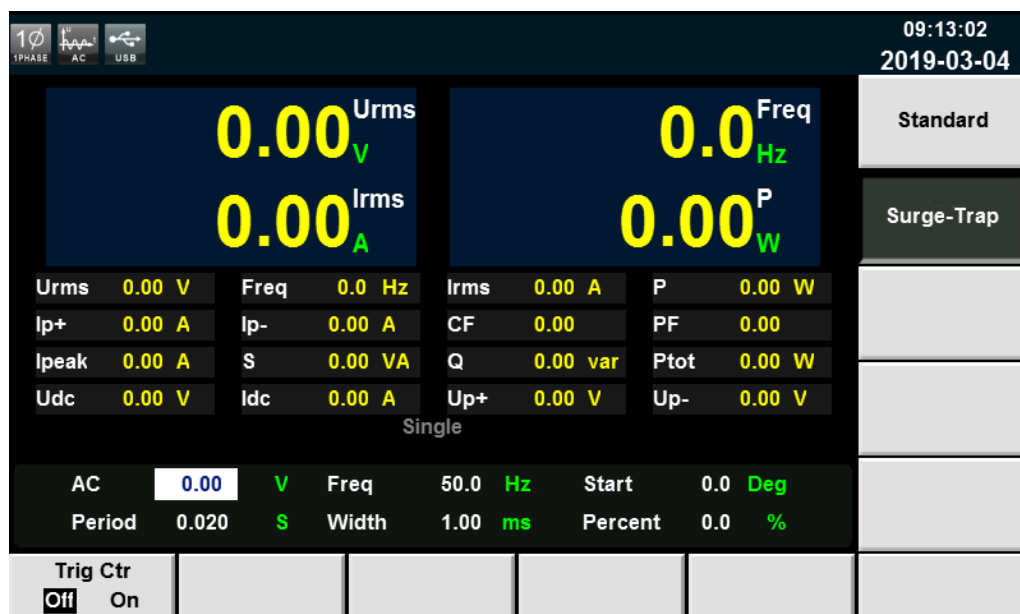 1Ø U t
1PHASE AC USB
09:13:02
2019-03-04
0.00 Urms V
0.0 Freq Hz
0.00 Irms A
0.00 P W
Standard
Surge-Trap
Urms 0.00 V Freq 0.0 Hz Irms 0.00 A P 0.00 W
Ip+ 0.00 A Ip- 0.00 A CF 0.00 PF 0.00
Ipeak 0.00 A S 0.00 VA Q 0.00 var Ptot 0.00 W
Udc 0.00 V Idc 0.00 A Up+ 0.00 V Up- 0.00 V
Single
AC 0.00 V Freq 50.0 Hz Start 0.0 Deg
Period 0.020 S Width 1.00 ms Percent 0.0 %
Trig Ctr
Off On